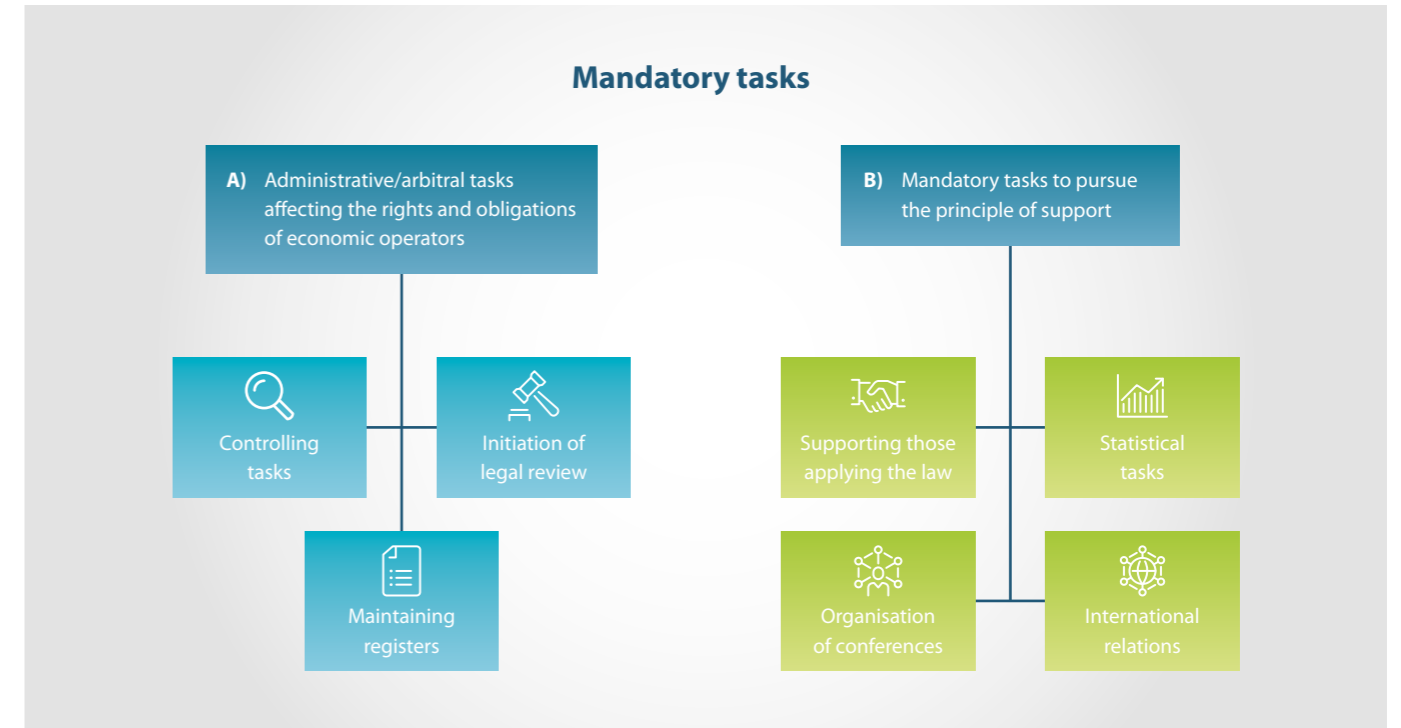 Mandatory tasks
A) Administrative/arbitral tasks
affecting the rights and obligations
of economic operators
B) Mandatory tasks to pursue
the principle of support
Controlling
tasks
Initiation of
legal review
Maintaining
registers
Supporting those
applying the law
Statistical
tasks
Organisation
of conferences
International
relations